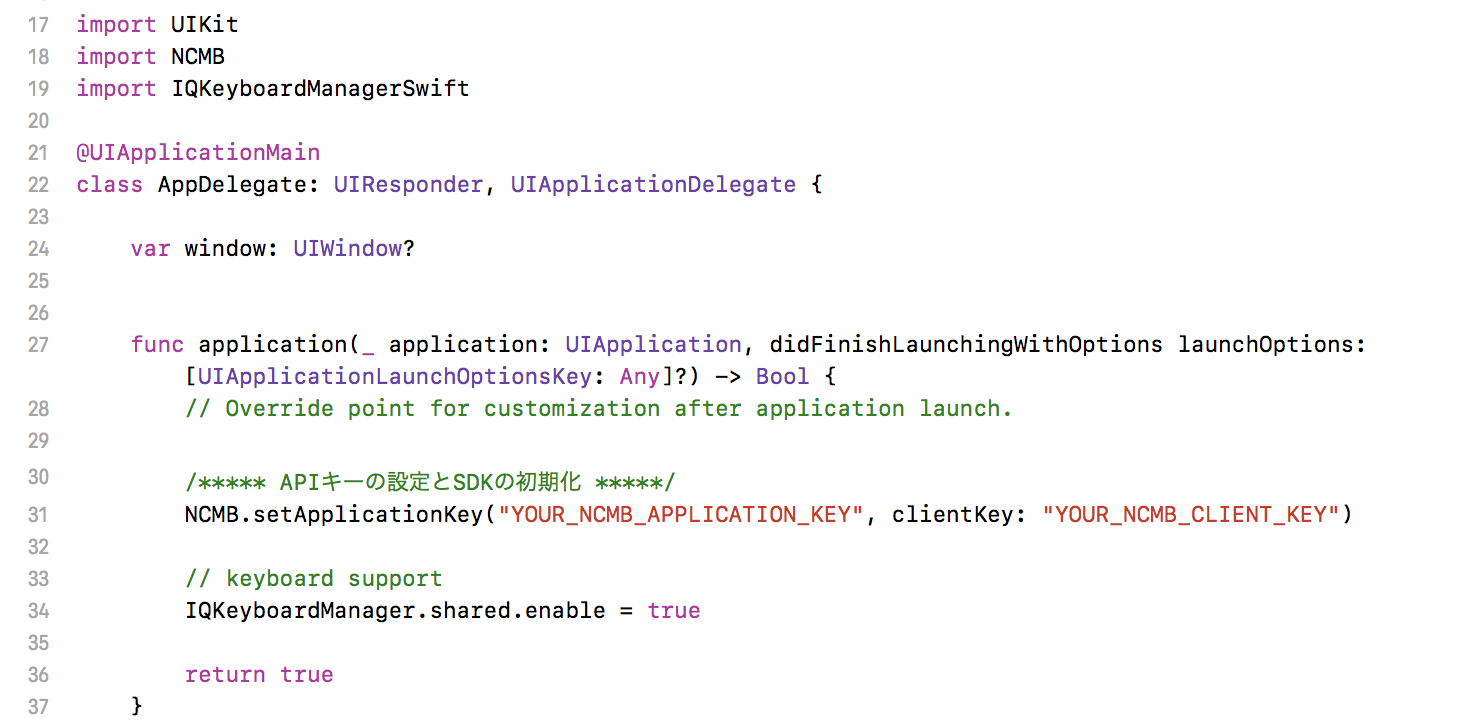 17 import UIKit
18 import NCMB
19 import IQKeyboardManagerSwift
20
21 @UIApplicationMain
22 class AppDelegate: UIResponder, UIApplicationDelegate {
23
24     var window: UIWindow?
25
26
27     func application(_ application: UIApplication, didFinishLaunchingWithOptions launchOptions:
        [UIApplicationLaunchOptionsKey: Any]?) -> Bool {
28         // Override point for customization after application launch.
29
30         /***** APIキーの設定とSDKの初期化 *****/
31         NCMB.setApplicationKey("YOUR_NCMB_APPLICATION_KEY", clientKey: "YOUR_NCMB_CLIENT_KEY")
32
33         // keyboard support
34         IQKeyboardManager.shared.enable = true
35
36         return true
37     }